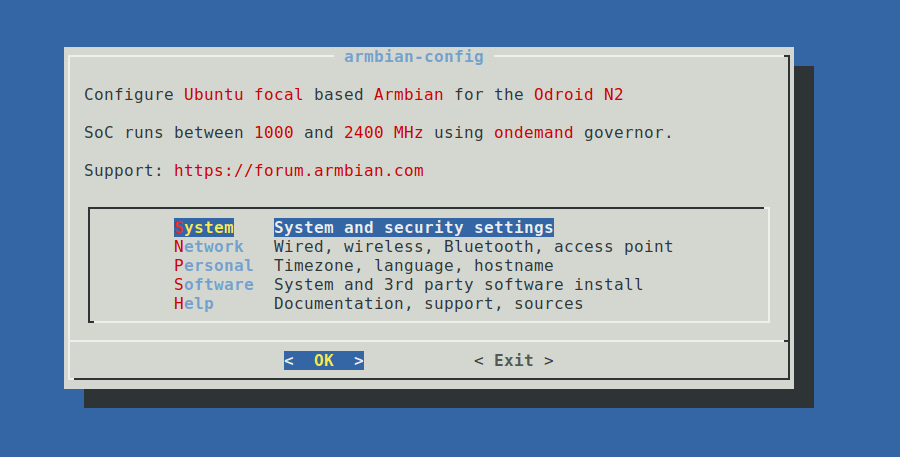 armbian-config
Configure Ubuntu focal based Armbian for the Odroid N2
SoC runs between 1000 and 2400 MHz using ondemand governor.
Support: https://forum.armbian.com
System System and security settings
Network Wired, wireless, Bluetooth, access point
Personal Timezone, language, hostname
Software System and 3rd party software install
Help Documentation, support, sources
< OK > < Exit >